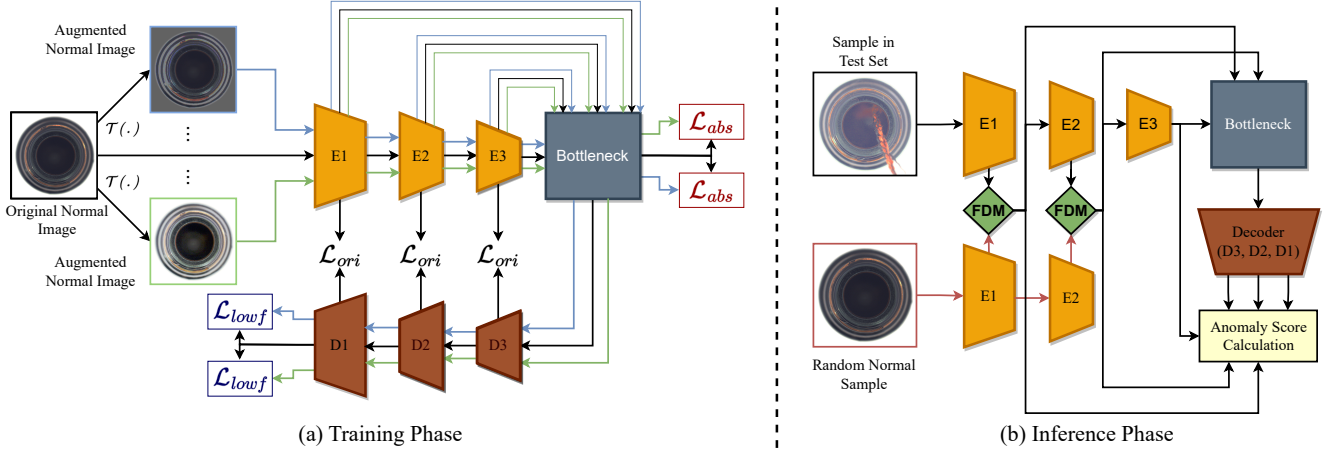 Augmented
Normal Image
𝒯(.)
⋮
⋮
𝒯(.)
Original Normal
Image
Augmented
Normal Image
E1
E2
E3
Bottleneck
ℒabs
ℒabs
ℒori
ℒori
ℒori
ℒlowf
ℒlowf
D1
D2
D3
(a) Training Phase
Sample in
Test Set
E1
E2
E3
Bottleneck
FDM
FDM
Decoder
(D3, D2, D1)
E1
E2
Random Normal
Sample
Anomaly Score
Calculation
(b) Inference Phase